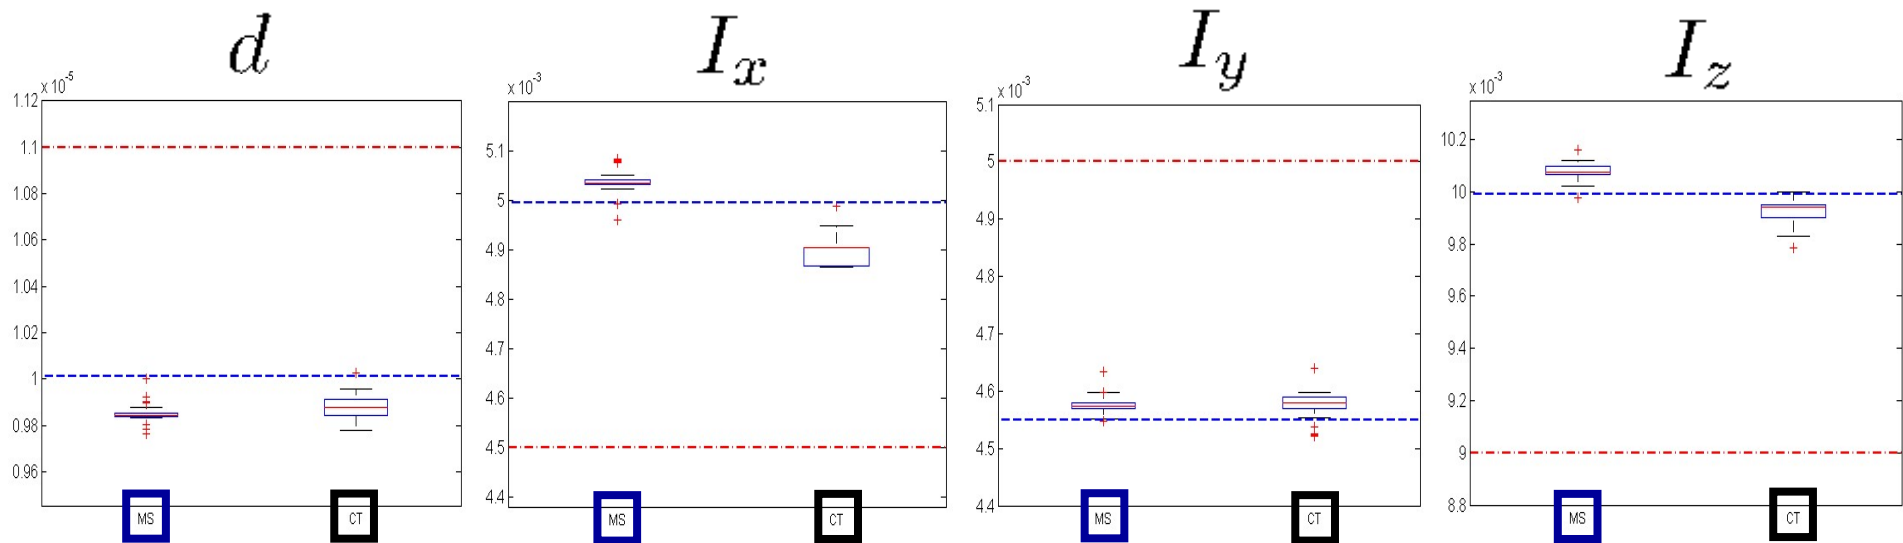 d
x 10^-5
1.12
1.1
1.08
1.06
1.04
1.02
1
0.98
0.96
MS
CT
I_x
x 10^-3
5.1
5
4.9
4.8
4.7
4.6
4.5
4.4
MS
CT
I_y
x 10^-3
5.1
5
4.9
4.8
4.7
4.6
4.5
4.4
MS
CT
I_z
x 10^-3
10.2
10
9.8
9.6
9.4
9.2
9
8.8
MS
CT